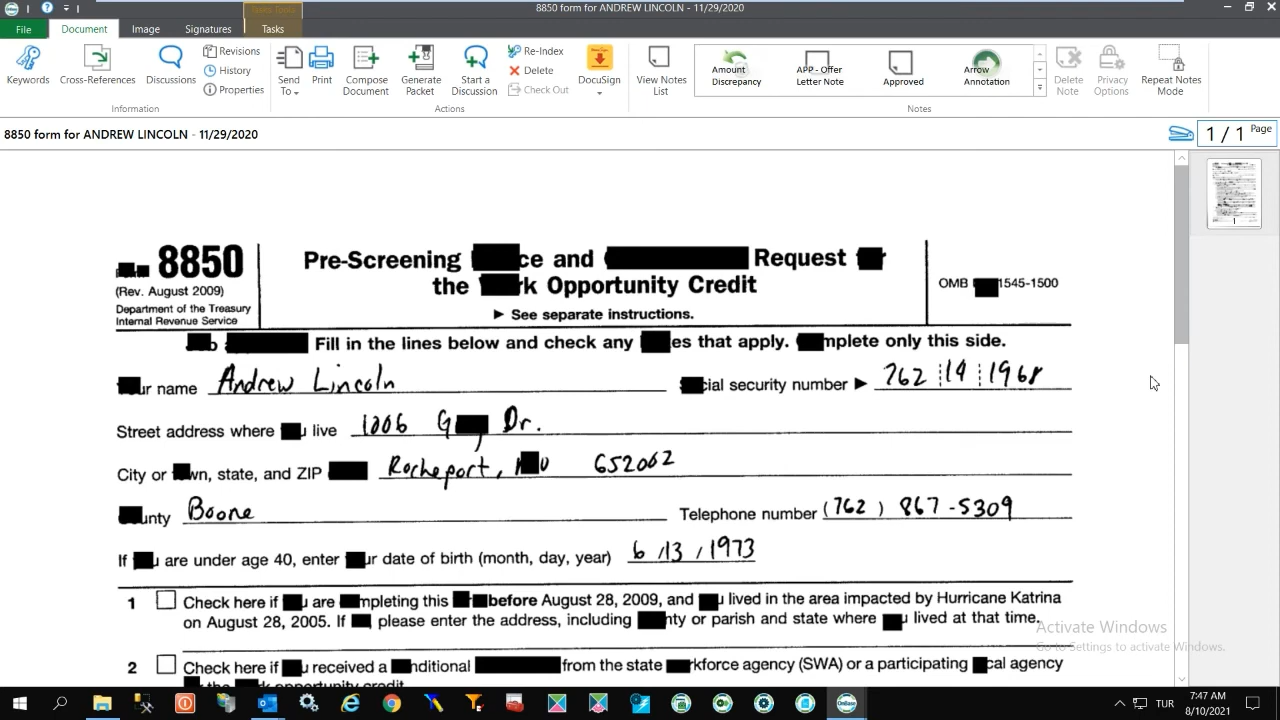 8850 form for ANDREW LINCOLN - 11/29/2020
Tasks Tools
File Document Image Signatures Tasks
Keywords
Cross-References
Discussions
Revisions
History
Properties
Information
Send To
Print
Compose Document
Generate Packet
Start a Discussion
Re-Index
Delete
Check Out
DocuSign
Actions
View Notes List
Amount Discrepancy
APP - Offer Letter Note
Approved
Arrow Annotation
Delete Note
Privacy Options
Repeat Notes Mode
Notes
8850 form for ANDREW LINCOLN - 11/29/2020
1 / 1 Page
1
8850
(Rev. August 2009)
Department of the Treasury
Internal Revenue Service
Pre-Screening ce and Request
the k Opportunity Credit
► See separate instructions.
OMB 1545-1500
Fill in the lines below and check any es that apply. mplete only this side.
ur name Andrew Lincoln cial security number ► 762 19 1968
Street address where u live 1006 G Dr.
City or wn, state, and ZIP Rocheport, 652062
unty Boone Telephone number (762) 867-5309
If are under age 40, enter ur date of birth (month, day, year) 6/13/1973
1 Check here if u are mpleting this before August 28, 2009, and u lived in the area impacted by Hurricane Katrina
on August 28, 2005. If , please enter the address, including nty or parish and state where u lived at that time.
2 Check here if u received a nditional from the state rkforce agency (SWA) or a participating cal agency
Activate Windows
Go to Settings to activate Windows.
OnBase
TUR
7:47 AM
8/10/2021